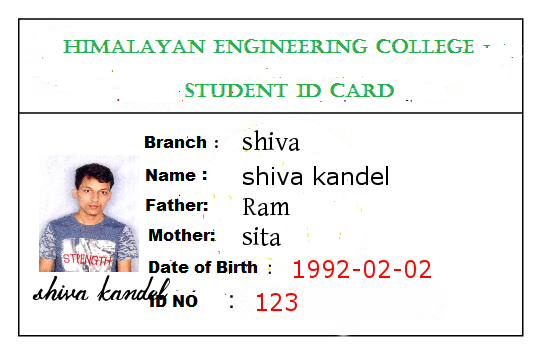 HIMALAYAN ENGINEERING COLLEGE -
STUDENT ID CARD
Branch : shiva
Name : shiva kandel
Father: Ram
STRENGTH
Mother: sita
Date of Birth : 1992-02-02
shiva kandel
ID NO : 123